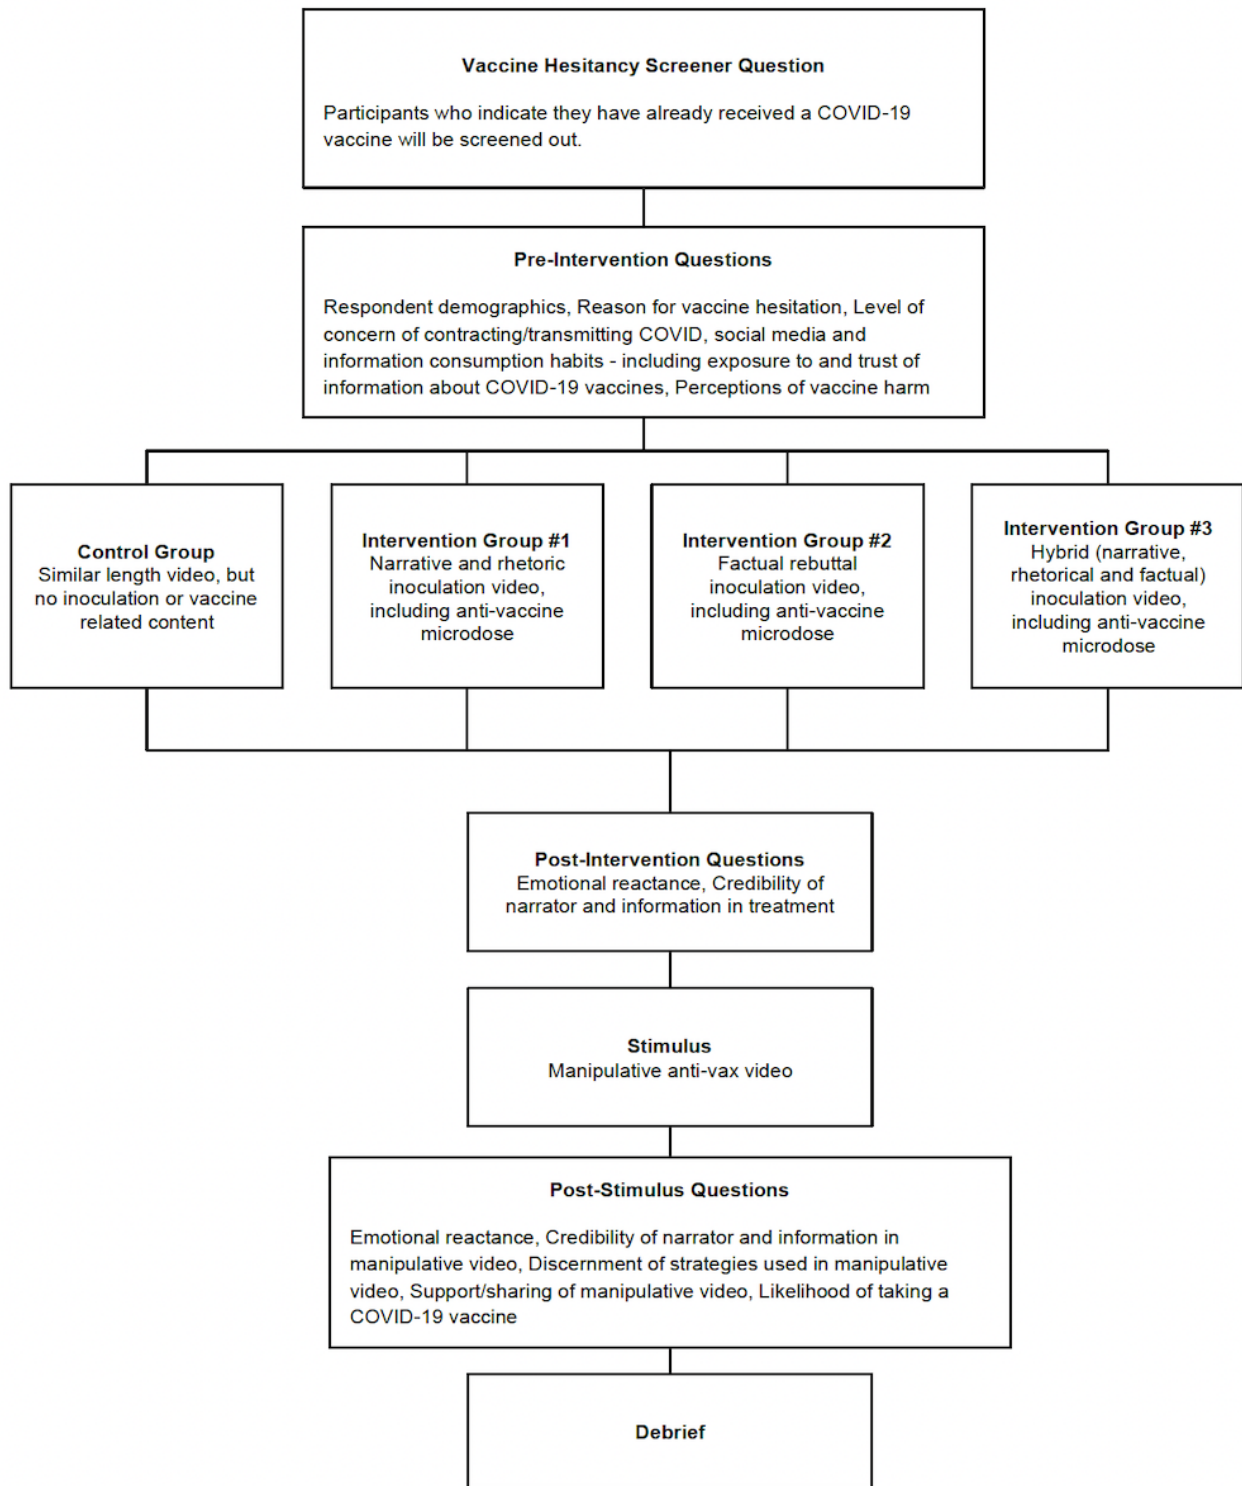 Vaccine Hesitancy Screener Question
Participants who indicate they have already received a COVID-19
vaccine will be screened out.
Pre-Intervention Questions
Respondent demographics, Reason for vaccine hesitation, Level of
concern of contracting/transmitting COVID, social media and
information consumption habits - including exposure to and trust of
information about COVID-19 vaccines, Perceptions of vaccine harm
Control Group
Similar length video, but
no inoculation or vaccine
related content
Intervention Group #1
Narrative and rhetoric
inoculation video,
including anti-vaccine
microdose
Intervention Group #2
Factual rebuttal
inoculation video,
including anti-vaccine
microdose
Intervention Group #3
Hybrid (narrative,
rhetorical and factual)
inoculation video,
including anti-vaccine
microdose
Post-Intervention Questions
Emotional reactance, Credibility of
narrator and information in treatment
Stimulus
Manipulative anti-vax video
Post-Stimulus Questions
Emotional reactance, Credibility of narrator and information in
manipulative video, Discernment of strategies used in manipulative
video, Support/sharing of manipulative video, Likelihood of taking a
COVID-19 vaccine
Debrief